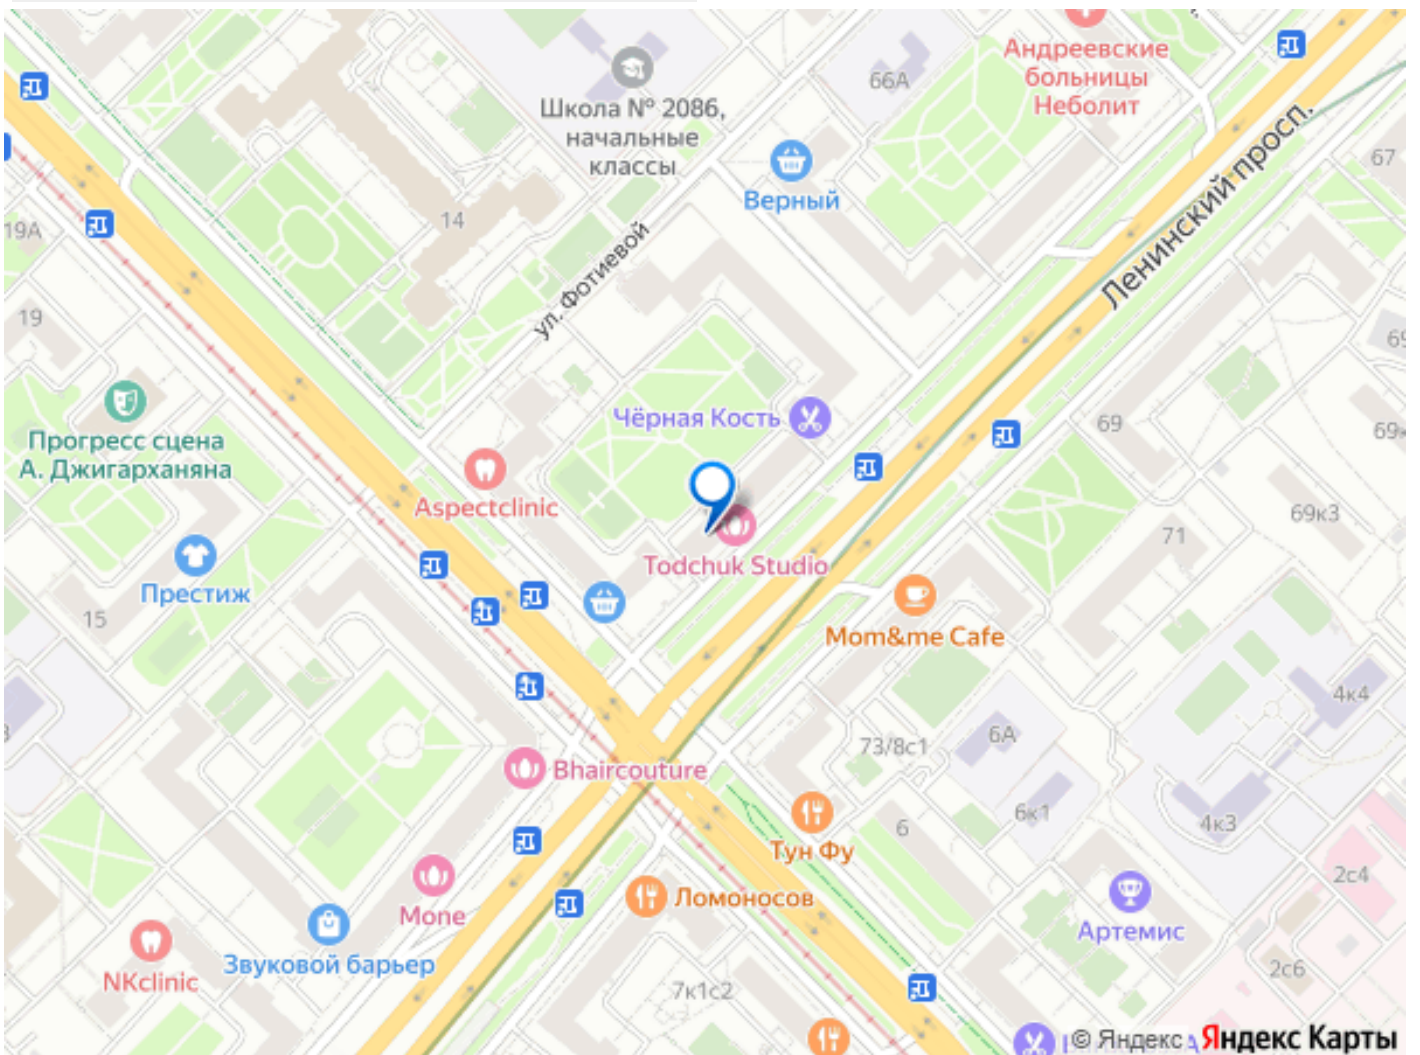 Андреевские
больницы
Неболит
66А
Школа № 2086,
начальные
классы
Верный
67
Ленинский просп.
14
19А
ул. Фотиевой
19
69
Чёрная Кость
69
Прогресс сцена
А. Джигарханяна
Aspectclinic
69к3
71
Todchuk Studio
Престиж
15
Mom&me Cafe
4к4
6А
73/8с1
Bhaircouture
6к1
4к3
6
Тун Фу
2с4
Ломоносов
Mone
Артемис
Звуковой барьер
NKclinic
2с6
7к1с2
© Яндекс Яндекс Карты